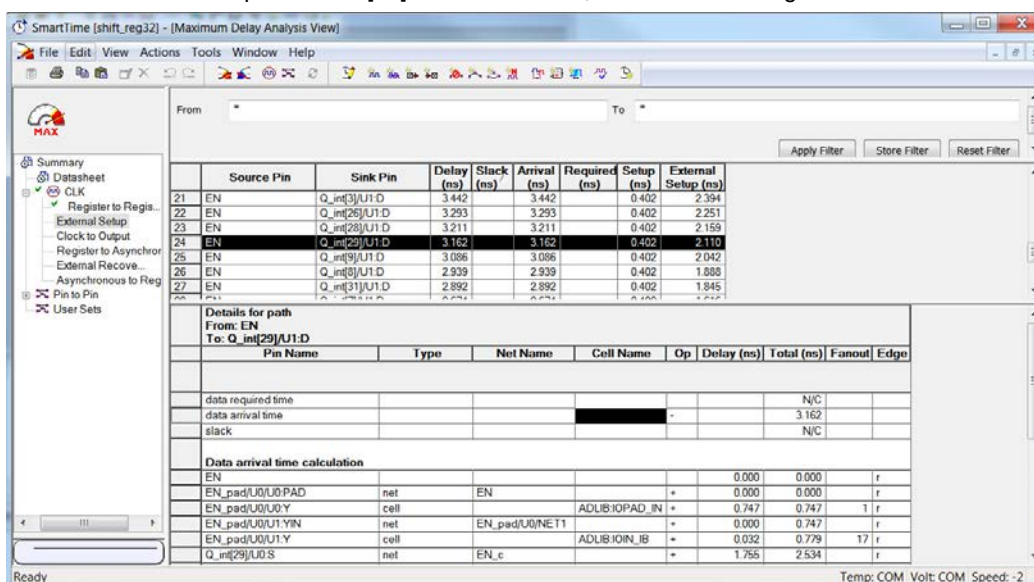 SmartTime [shift_reg32] - [Maximum Delay Analysis View]
File Edit View Actions Tools Window Help
From * To *
Apply Filter Store Filter Reset Filter
MAX
Summary
Datasheet
CLK
Register to Regis...
External Setup
Clock to Output
Register to Asynchror
External Recove...
Asynchronous to Reg
Pin to Pin
User Sets
Source Pin Sink Pin Delay (ns) Slack (ns) Arrival (ns) Required (ns) Setup (ns) External Setup (ns)
21 EN Q_int[3]/U1:D 3.442 3.442 0.402 2.394
22 EN Q_int[26]/U1:D 3.293 3.293 0.402 2.251
23 EN Q_int[28]/U1:D 3.211 3.211 0.402 2.159
24 EN Q_int[29]/U1:D 3.162 3.162 0.402 2.110
25 EN Q_int[9]/U1:D 3.086 3.086 0.402 2.042
26 EN Q_int[8]/U1:D 2.939 2.939 0.402 1.888
27 EN Q_int[31]/U1:D 2.892 2.892 0.402 1.845
Details for path
From: EN
To: Q_int[29]/U1:D
Pin Name Type Net Name Cell Name Op Delay (ns) Total (ns) Fanout Edge
data required time N/C
data arrival time - 3.162
slack N/C
Data arrival time calculation
EN 0.000 0.000 r
EN_pad/U0/U0:PAD net EN + 0.000 0.000 r
EN_pad/U0/U0:Y cell ADLIB:IOPAD_IN + 0.747 0.747 1 r
EN_pad/U0/U1:YIN net EN_pad/U0/NET1 + 0.000 0.747 r
EN_pad/U0/U1:Y cell ADLIB:IOIN_IB + 0.032 0.779 17 r
Q_int[29]/U0:S net EN_c + 1.755 2.534 r
Ready Temp: COM Volt: COM Speed: -2